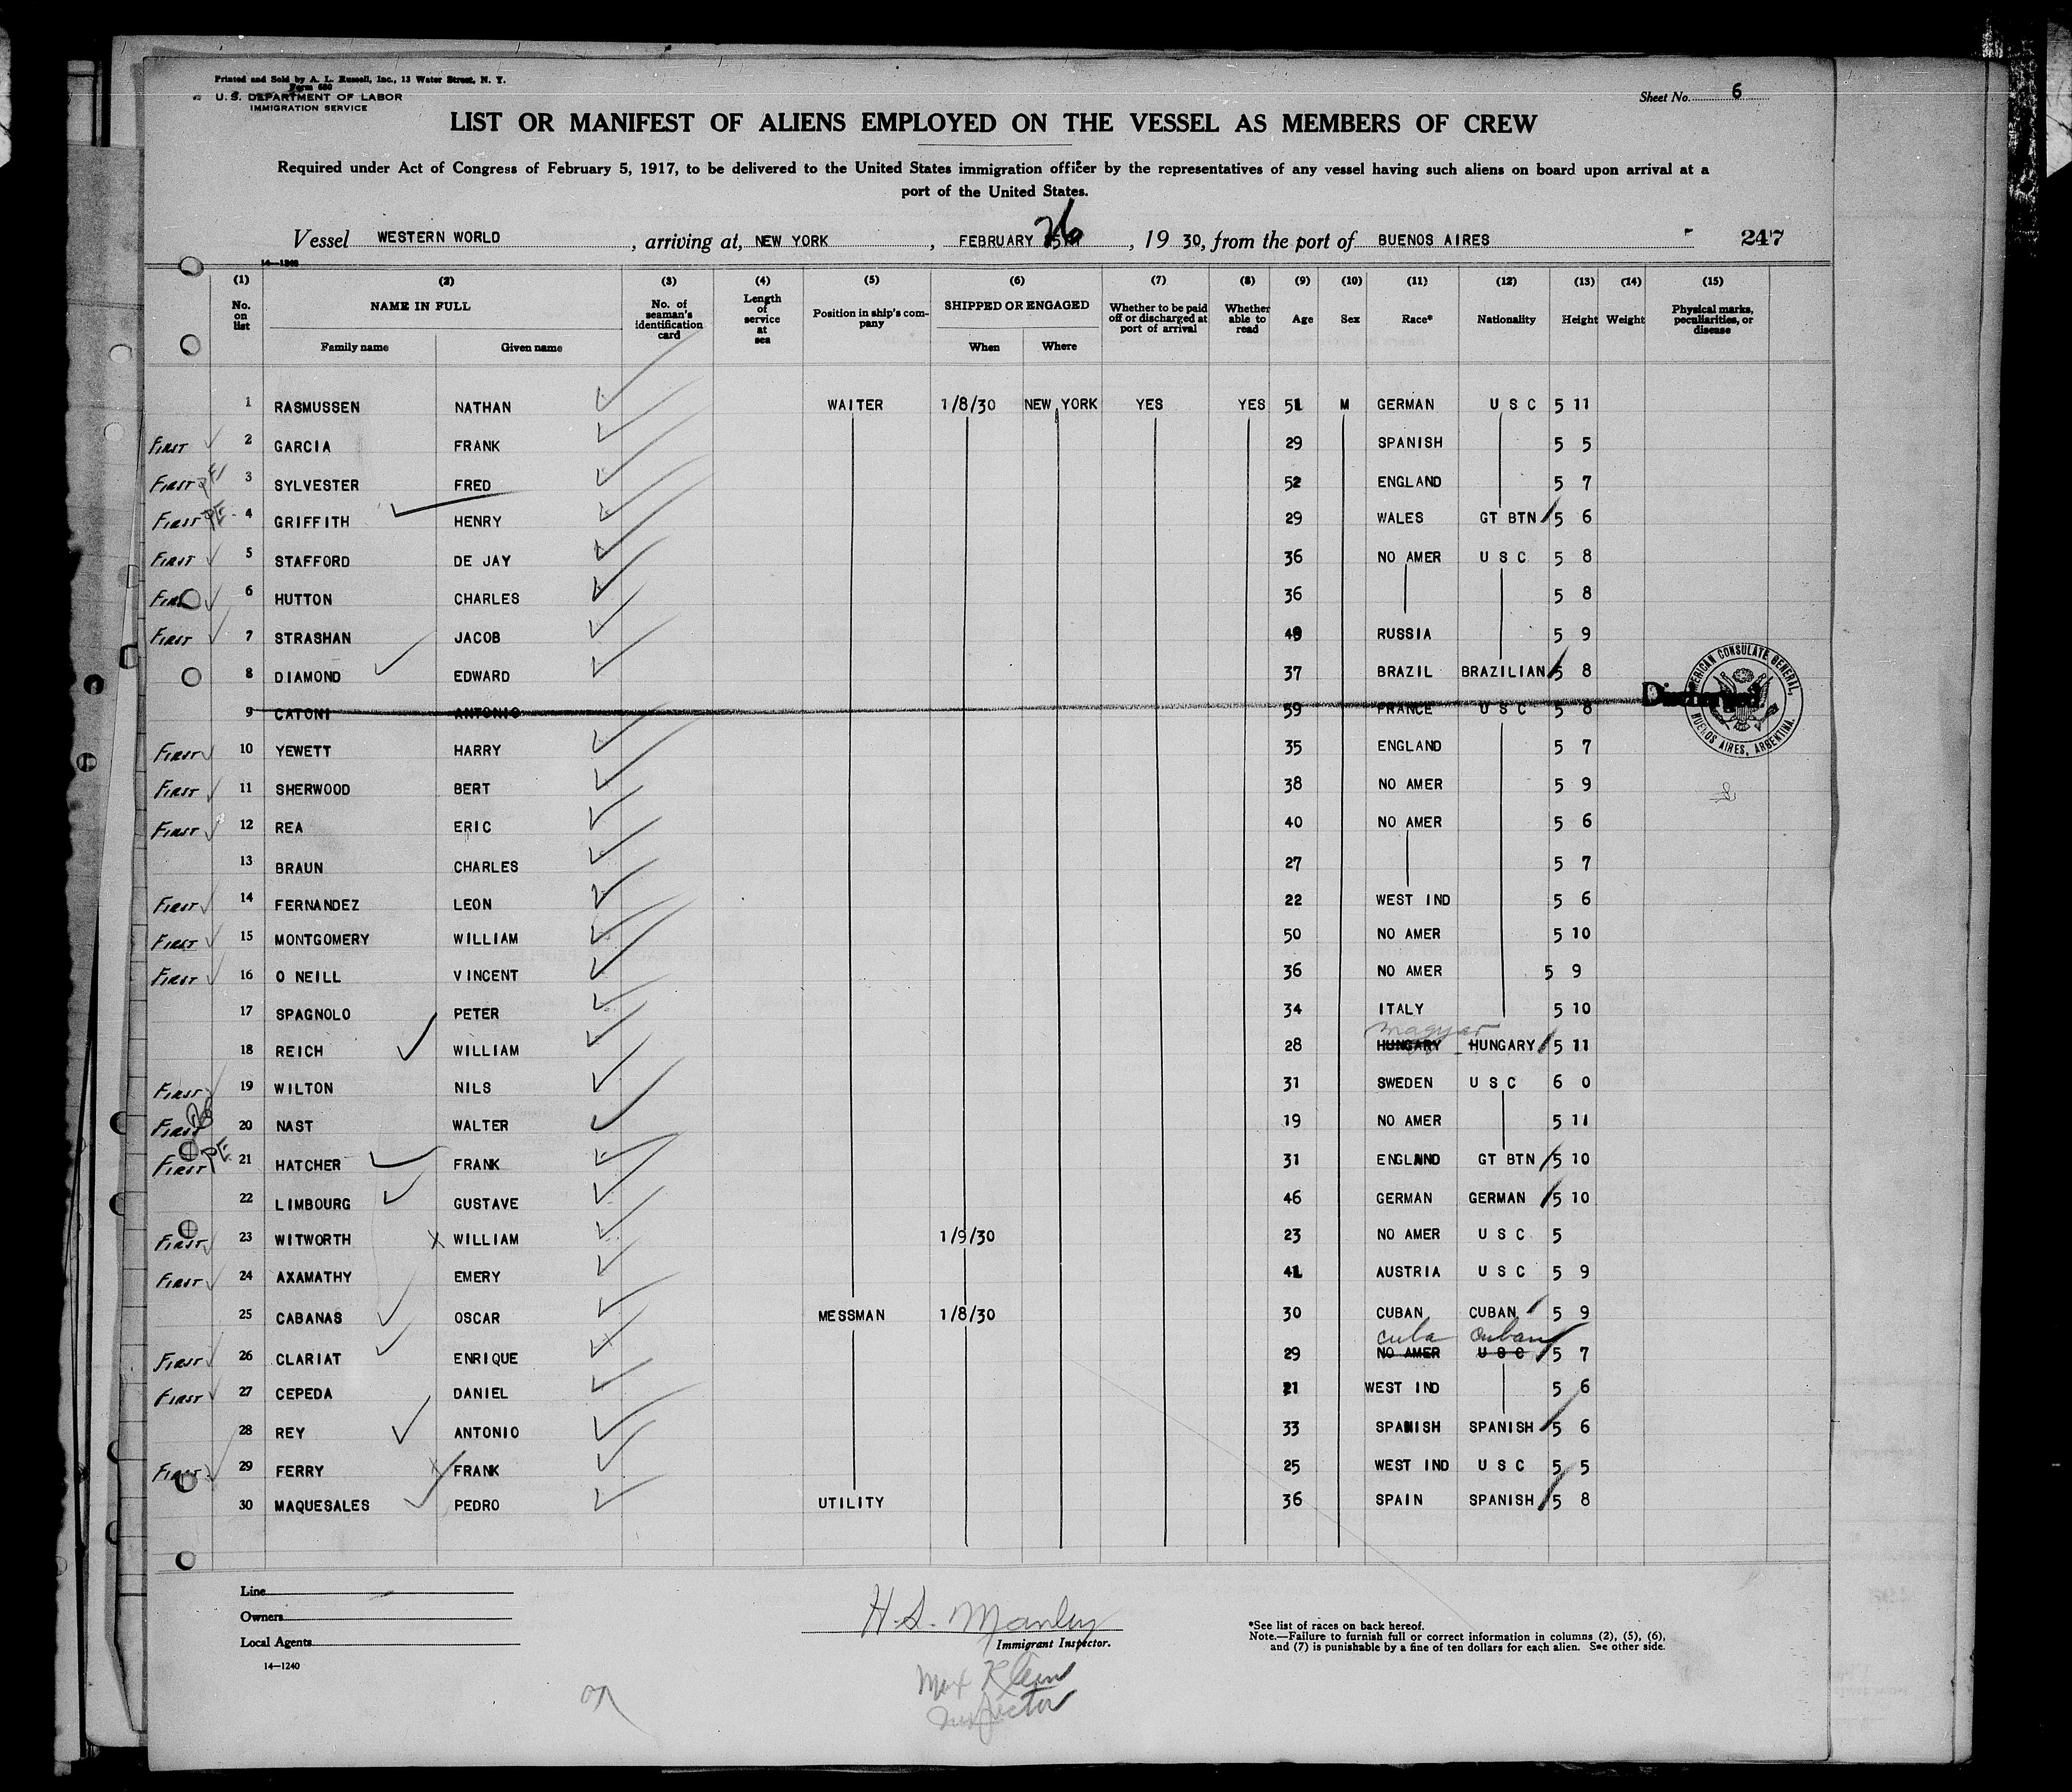 Printed and Sold by A. L. Russell, Inc., 13 Water Street, N. Y.
Form 680
U. S. DEPARTMENT OF LABOR
IMMIGRATION SERVICE
Sheet No. 6
LIST OR MANIFEST OF ALIENS EMPLOYED ON THE VESSEL AS MEMBERS OF CREW
Required under Act of Congress of February 5, 1917, to be delivered to the United States immigration officer by the representatives of any vessel having such aliens on board upon arrival at a
port of the United States.
Vessel WESTERN WORLD, arriving at, NEW YORK, FEBRUARY 26, 19 30, from the port of BUENOS AIRES 247
14—1240
(1) (2) (3) (4) (5) (6) (7) (8) (9) (10) (11) (12) (13) (14) (15)
No. on list NAME IN FULL Family name Given name No. of seaman's identification card Length of service at sea Position in ship's company SHIPPED OR ENGAGED When Where Whether to be paid off or discharged at port of arrival Whether able to read Age Sex Race* Nationality Height Weight Physical marks, peculiarities, or disease
1 RASMUSSEN NATHAN WAITER 1/8/30 NEW YORK YES YES 51 M GERMAN U S C 5 11
First 2 GARCIA FRANK 29 SPANISH 5 5
First PE 3 SYLVESTER FRED 52 ENGLAND 5 7
First PE 4 GRIFFITH HENRY 29 WALES GT BTN 5 6
First 5 STAFFORD DE JAY 36 NO AMER U S C 5 8
First 6 HUTTON CHARLES 36 5 8
First 7 STRASHAN JACOB 49 RUSSIA 5 9
8 DIAMOND EDWARD 37 BRAZIL BRAZILIAN 5 8
9 CATONI ANTONIO 59 FRANCE U S C 5 8 Discharged
AMERICAN CONSULATE GENERAL, BUENOS AIRES, ARGENTINA.
First 10 YEWETT HARRY 35 ENGLAND 5 7
First 11 SHERWOOD BERT 38 NO AMER 5 9
First 12 REA ERIC 40 NO AMER 5 6
13 BRAUN CHARLES 27 5 7
First 14 FERNANDEZ LEON 22 WEST IND 5 6
First 15 MONTGOMERY WILLIAM 50 NO AMER 5 10
First 16 O NEILL VINCENT 36 NO AMER 5 9
17 SPAGNOLO PETER 34 ITALY 5 10
magyar
18 REICH WILLIAM 28 HUNGARY HUNGARY 5 11
First 19 WILTON NILS 31 SWEDEN U S C 6 0
First 20 NAST WALTER 19 NO AMER 5 11
First PE 21 HATCHER FRANK 31 ENGLAND GT BTN 5 10
22 LIMBOURG GUSTAVE 46 GERMAN GERMAN 5 10
First 23 WITWORTH X WILLIAM 1/9/30 23 NO AMER U S C 5
First 24 AXAMATHY EMERY 41 AUSTRIA U S C 5 9
25 CABANAS OSCAR MESSMAN 1/8/30 30 CUBAN CUBAN 5 9
Cuba Cuban
First 26 CLARIAT ENRIQUE 29 NO AMER U S C 5 7
First 27 CEPEDA DANIEL 21 WEST IND 5 6
28 REY ANTONIO 33 SPANISH SPANISH 5 6
First 29 FERRY X FRANK 25 WEST IND U S C 5 5
30 MAQUESALES PEDRO UTILITY 36 SPAIN SPANISH 5 8
Line
Owners
Local Agents
14—1240
H. S. Manley
Immigrant Inspector.
Max Klein
Inspector
*See list of races on back hereof.
Note.—Failure to furnish full or correct information in columns (2), (5), (6),
and (7) is punishable by a fine of ten dollars for each alien. See other side.